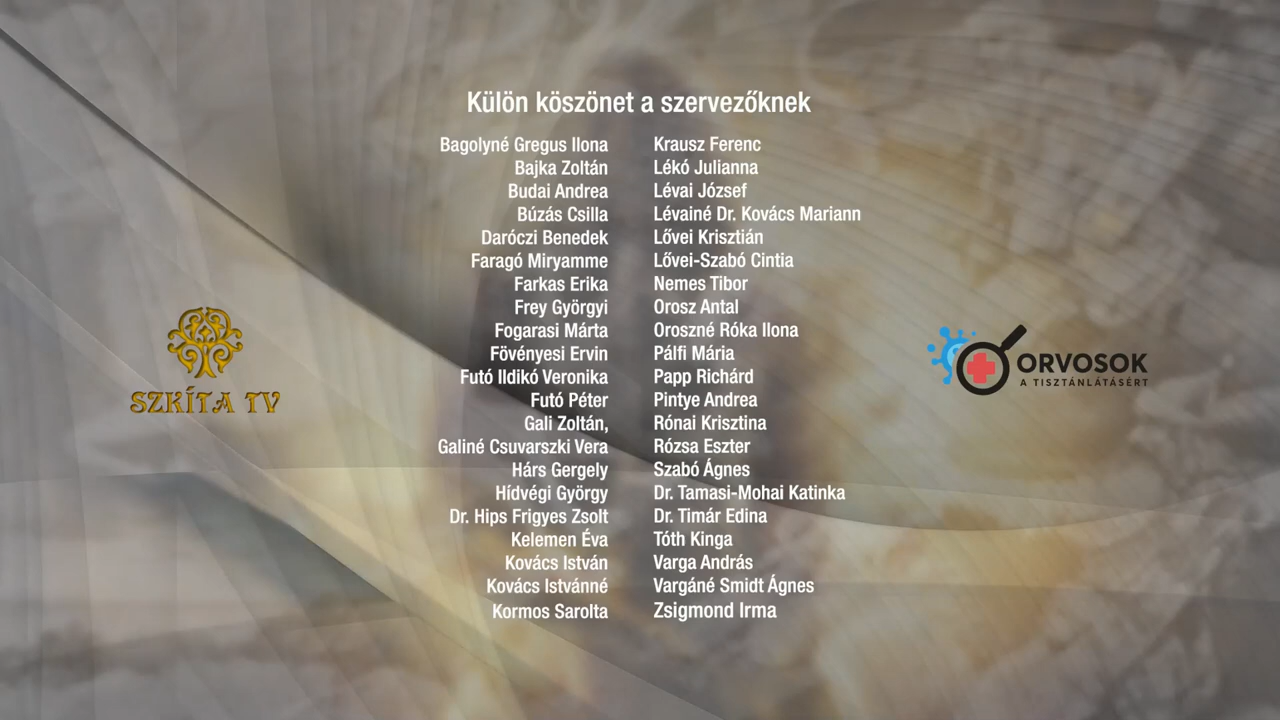 Külön köszönet a szervezőknek
Bagolyné Gregus Ilona
Bajka Zoltán
Budai Andrea
Búzás Csilla
Daróczi Benedek
Faragó Miryamme
Farkas Erika
Frey Györgyi
Fogarasi Márta
Fövényesi Ervin
Futó Ildikó Veronika
Futó Péter
Gali Zoltán,
Galiné Csuvarszki Vera
Hárs Gergely
Hídvégi György
Dr. Hips Frigyes Zsolt
Kelemen Éva
Kovács István
Kovács Istvánné
Kormos Sarolta
Krausz Ferenc
Lékó Julianna
Lévai József
Lévainé Dr. Kovács Mariann
Lővei Krisztián
Lővei-Szabó Cintia
Nemes Tibor
Orosz Antal
Oroszné Róka Ilona
Pálfi Mária
Papp Richárd
Pintye Andrea
Rónai Krisztina
Rózsa Eszter
Szabó Ágnes
Dr. Tamasi-Mohai Katinka
Dr. Timár Edina
Tóth Kinga
Varga András
Vargáné Smidt Ágnes
Zsigmond Irma
SZKÍTA TV
ORVOSOK
A TISZTÁNLÁTÁSÉRT